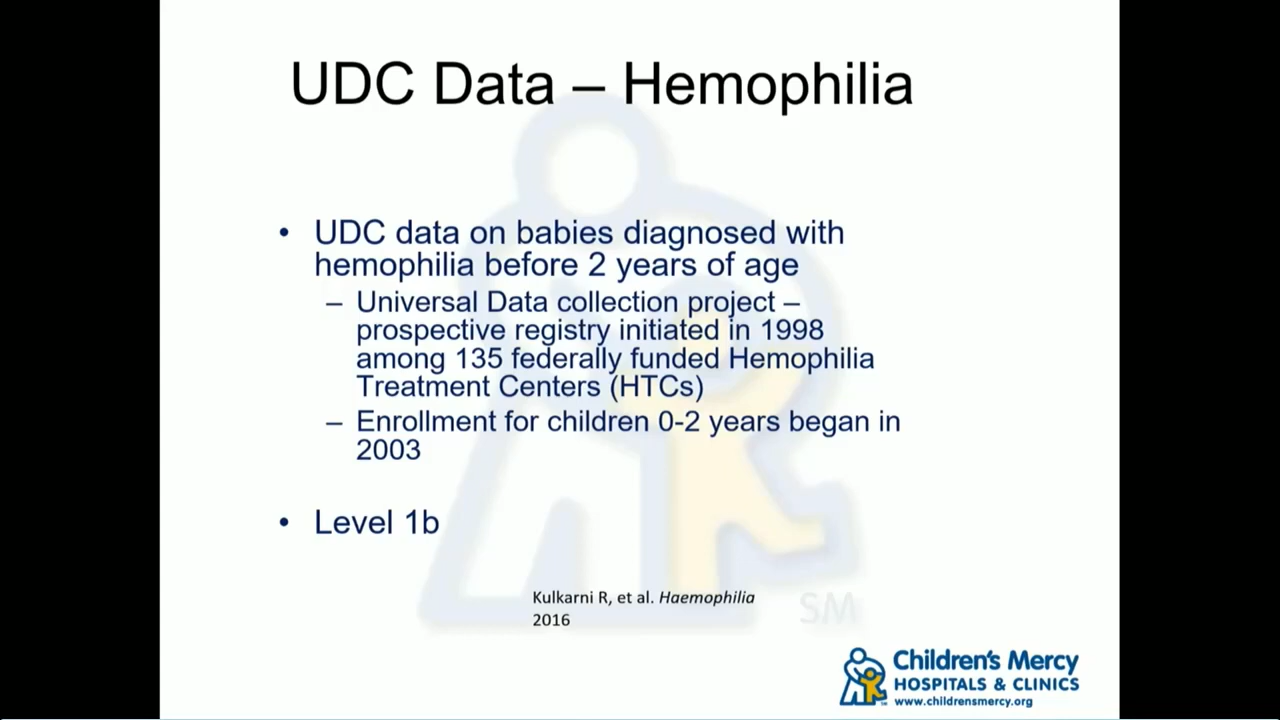 UDC Data – Hemophilia
• UDC data on babies diagnosed with
hemophilia before 2 years of age
– Universal Data collection project –
prospective registry initiated in 1998
among 135 federally funded Hemophilia
Treatment Centers (HTCs)
– Enrollment for children 0-2 years began in
2003
• Level 1b
Kulkarni R, et al. Haemophilia
2016
SM
Children's Mercy
HOSPITALS & CLINICS
www.childrensmercy.org